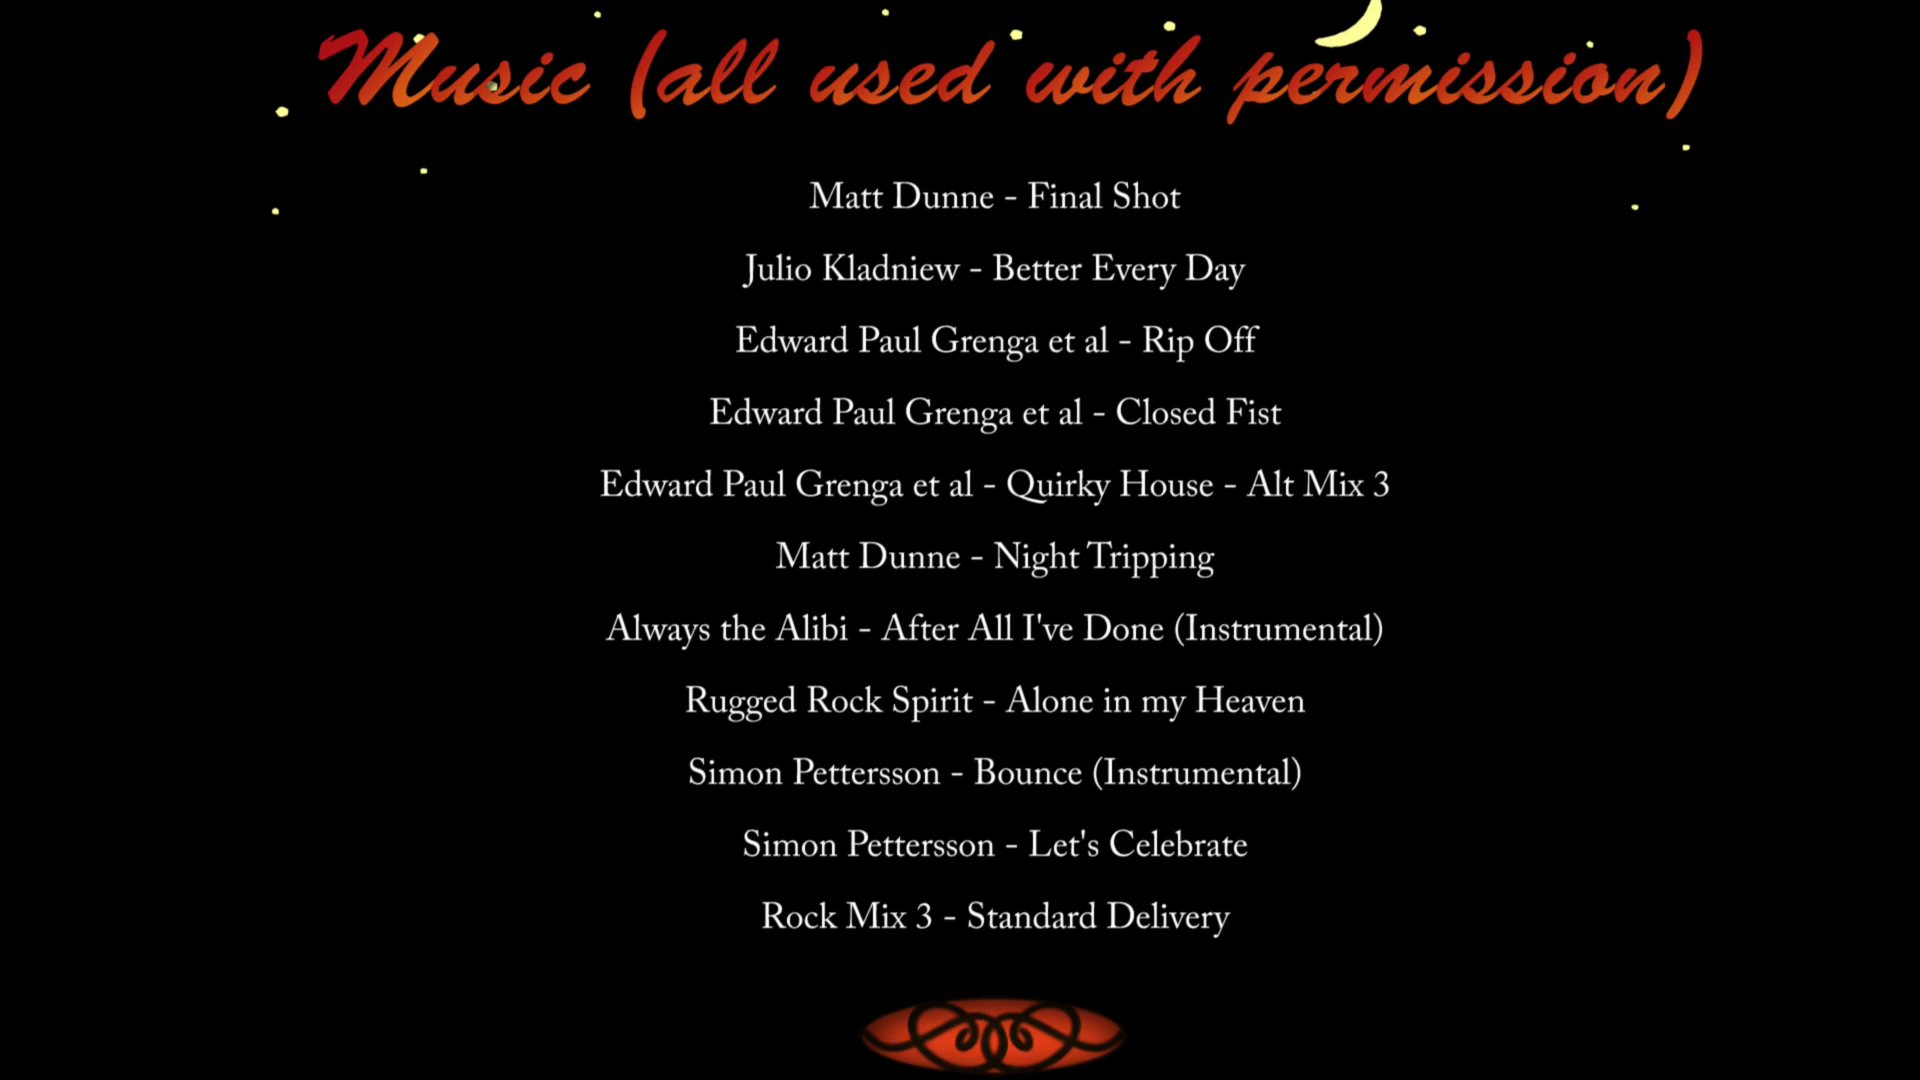 Music (all used with permission)
Matt Dunne - Final Shot
Julio Kladniew - Better Every Day
Edward Paul Grenga et al - Rip Off
Edward Paul Grenga et al - Closed Fist
Edward Paul Grenga et al - Quirky House - Alt Mix 3
Matt Dunne - Night Tripping
Always the Alibi - After All I've Done (Instrumental)
Rugged Rock Spirit - Alone in my Heaven
Simon Pettersson - Bounce (Instrumental)
Simon Pettersson - Let's Celebrate
Rock Mix 3 - Standard Delivery